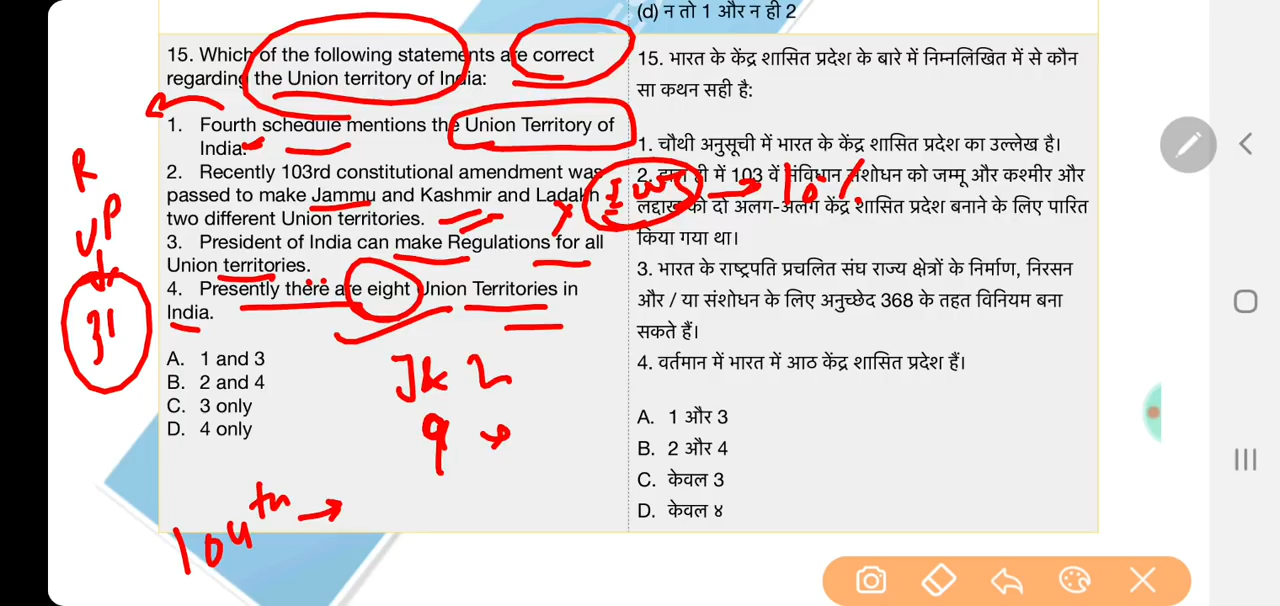 (d) न तो 1 और न ही 2
15. Which of the following statements are correct
regarding the Union territory of India:
1. Fourth schedule mentions the Union Territory of
India.
2. Recently 103rd constitutional amendment was
passed to make Jammu and Kashmir and Ladakh
two different Union territories.
3. President of India can make Regulations for all
Union territories.
4. Presently there are eight Union Territories in
India.
A. 1 and 3
B. 2 and 4
C. 3 only
D. 4 only
15. भारत के केंद्र शासित प्रदेश के बारे में निम्नलिखित में से कौन
सा कथन सही है:
1. चौथी अनुसूची में भारत के केंद्र शासित प्रदेश का उल्लेख है।
2. हाल ही में 103 वें संविधान संशोधन को जम्मू और कश्मीर और
लद्दाख को दो अलग-अलग केंद्र शासित प्रदेश बनाने के लिए पारित
किया गया था।
3. भारत के राष्ट्रपति प्रचलित संघ राज्य क्षेत्रों के निर्माण, निरसन
और / या संशोधन के लिए अनुच्छेद 368 के तहत विनियम बना
सकते हैं।
4. वर्तमान में भारत में आठ केंद्र शासित प्रदेश हैं।
A. 1 और 3
B. 2 और 4
C. केवल 3
D. केवल ४
R
UP
31
EWS → 10%
JK L
9 →
104th →